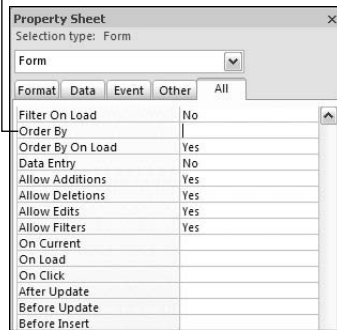 Property Sheet ×
Selection type: Form
Form
Format Data Event Other All
Filter On Load No
Order By
Order By On Load Yes
Data Entry No
Allow Additions Yes
Allow Deletions Yes
Allow Edits Yes
Allow Filters Yes
On Current
On Load
On Click
After Update
Before Update
Before Insert